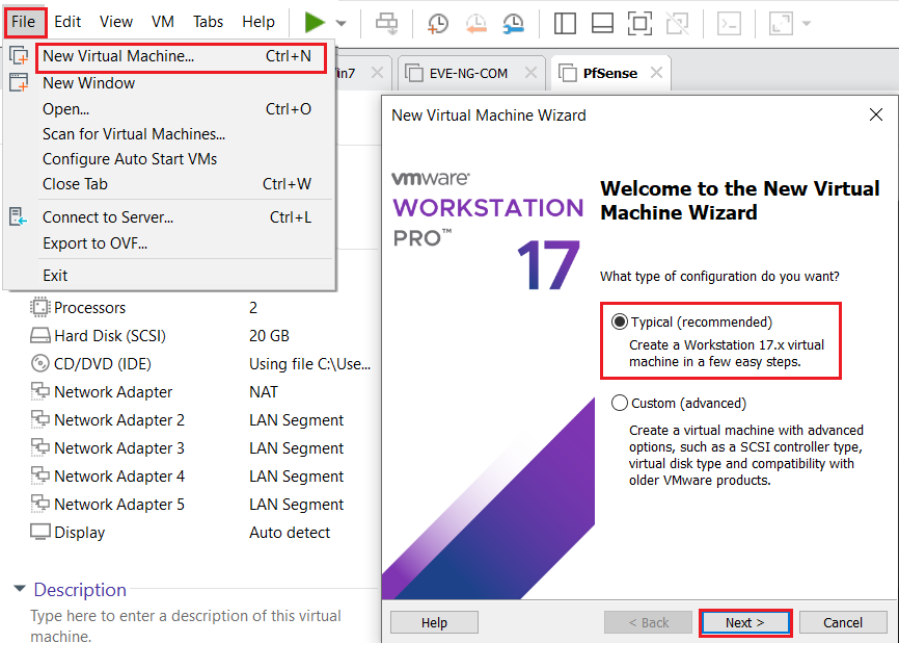 File Edit View VM Tabs Help
New Virtual Machine... Ctrl+N
New Window
Open... Ctrl+O
Scan for Virtual Machines...
Configure Auto Start VMs
Close Tab Ctrl+W
Connect to Server... Ctrl+L
Export to OVF...
Exit
in7 EVE-NG-COM PfSense
Processors 2
Hard Disk (SCSI) 20 GB
CD/DVD (IDE) Using file C:\Use...
Network Adapter NAT
Network Adapter 2 LAN Segment
Network Adapter 3 LAN Segment
Network Adapter 4 LAN Segment
Network Adapter 5 LAN Segment
Display Auto detect
Description
Type here to enter a description of this virtual
machine.
New Virtual Machine Wizard
vmware®
WORKSTATION
PRO™
17
Welcome to the New Virtual
Machine Wizard
What type of configuration do you want?
Typical (recommended)
Create a Workstation 17.x virtual
machine in a few easy steps.
Custom (advanced)
Create a virtual machine with advanced
options, such as a SCSI controller type,
virtual disk type and compatibility with
older VMware products.
Help < Back Next > Cancel